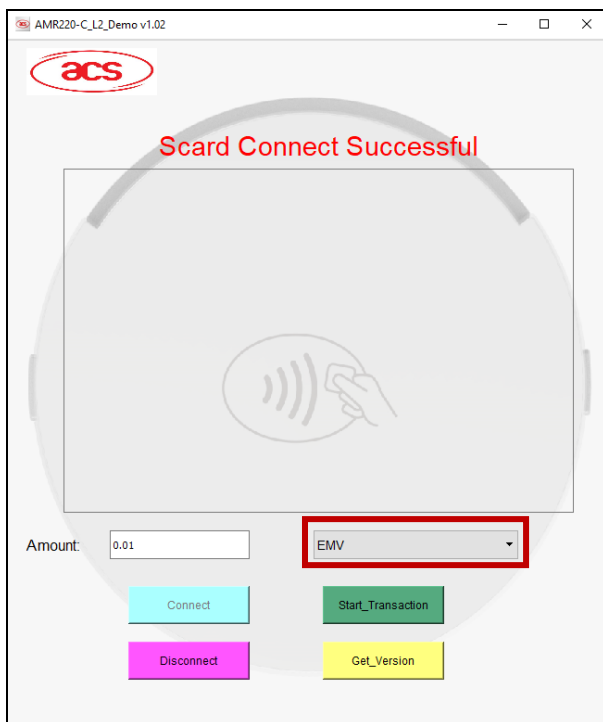 AMR220-C_L2_Demo v1.02
acs
Scard Connect Successful
Amount: 0.01 EMV
Connect Start_Transaction
Disconnect Get_Version